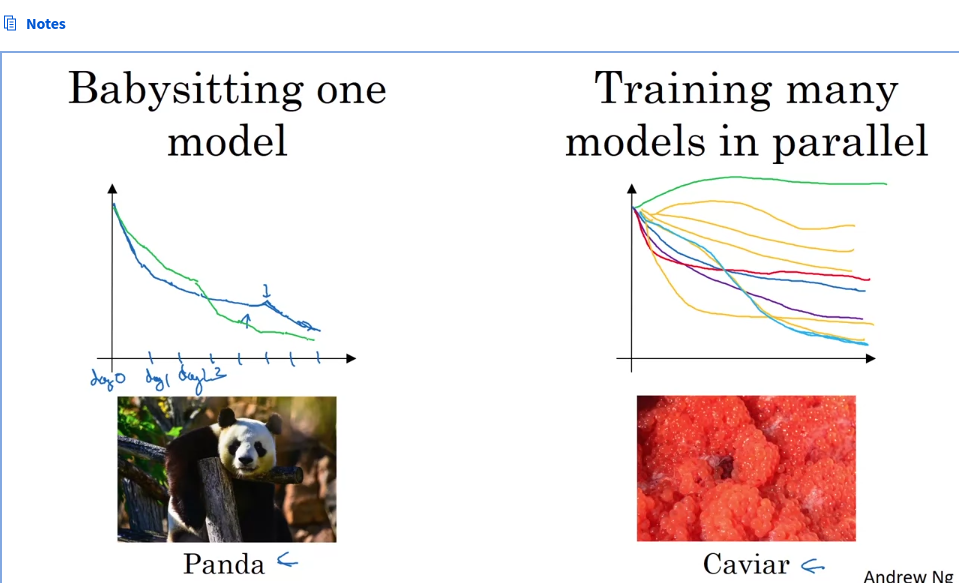 Notes
Babysitting one
model
Training many
models in parallel
day 0 day 1 day 2
Panda
Caviar
Andrew Ng